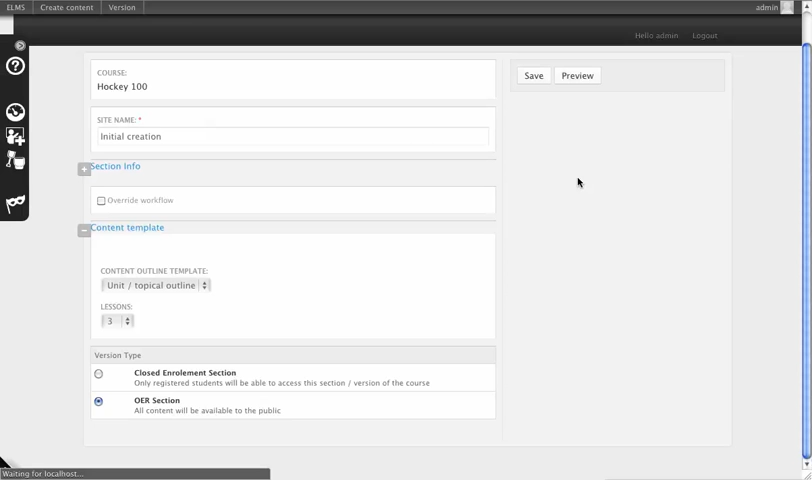 ELMS Create content Version admin
Hello admin Logout
COURSE:
Hockey 100
Save Preview
SITE NAME: *
Initial creation
Section Info
Override workflow
Content template
CONTENT OUTLINE TEMPLATE:
Unit / topical outline
LESSONS:
3
Version Type
Closed Enrolement Section
Only registered students will be able to access this section / version of the course
OER Section
All content will be available to the public
Waiting for localhost...